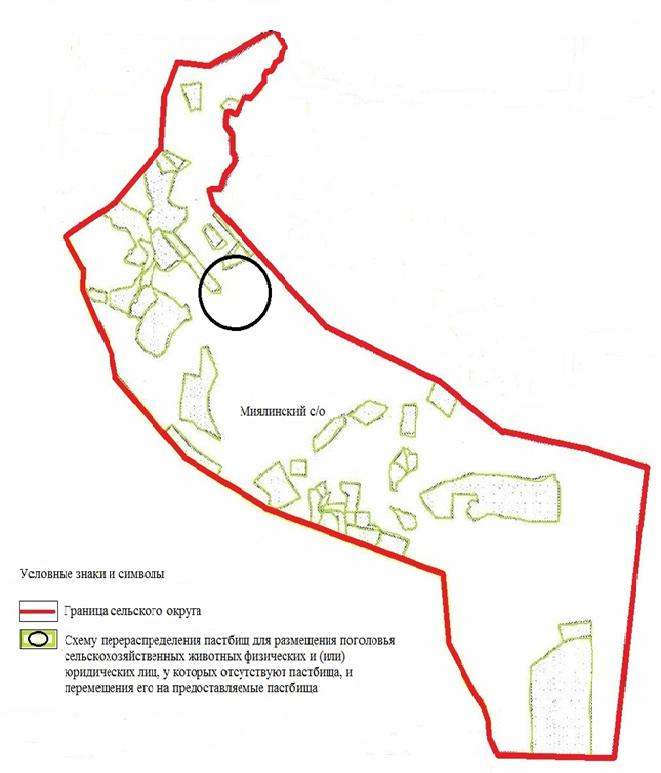 Миялинский с/о
Условные знаки и символы
Граница сельского округа
Схему перераспределения пастбищ для размещения поголовья
сельскохозяйственных животных физических и (или)
юридических лиц, у которых отсутствуют пастбища, и
перемещения его на предоставляемые пастбища